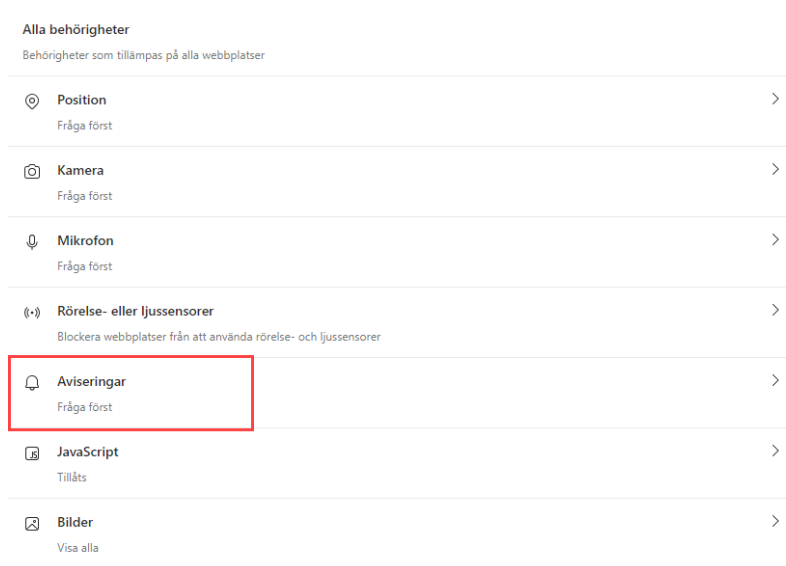 Alla behörigheter
Behörigheter som tillämpas på alla webbplatser
Position
Fråga först
Kamera
Fråga först
Mikrofon
Fråga först
Rörelse- eller ljussensorer
Blockera webbplatser från att använda rörelse- och ljussensorer
Aviseringar
Fråga först
JavaScript
Tillåts
Bilder
Visa alla